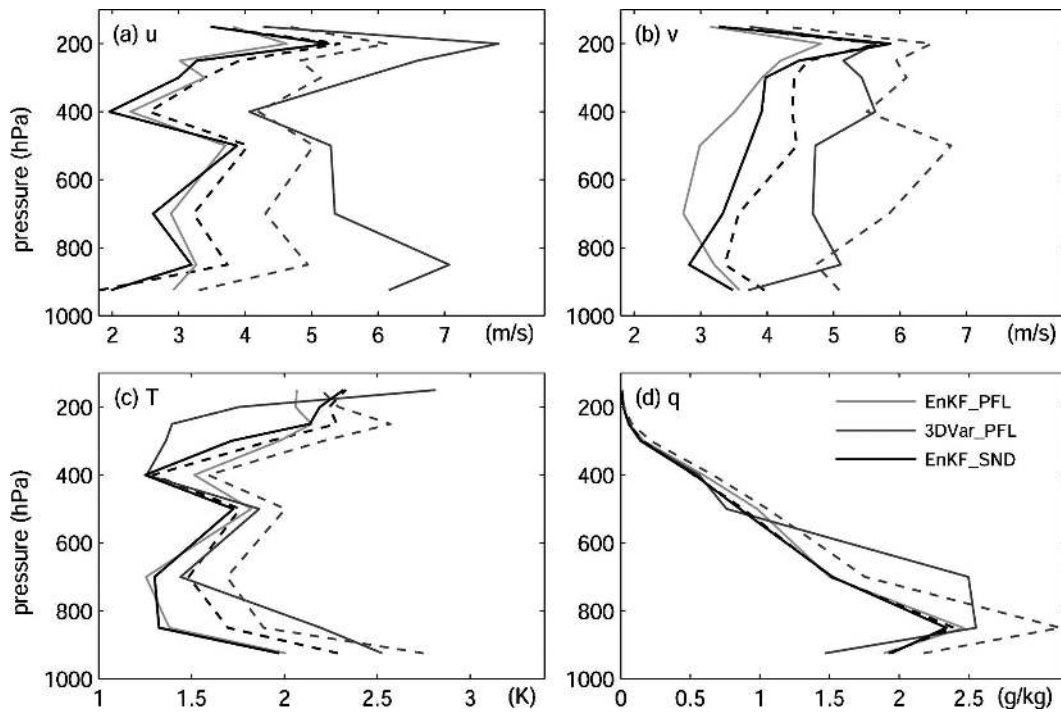 (a) u
(b) v
200
400
600
800
1000
pressure (hPa)
2 3 4 5 7 (m/s)
200
400
600
800
1000
2 3 4 5 6 7 (m/s)
(c) T
(d) q
200
400
600
800
1000
pressure (hPa)
1 1.5 2 2.5 3 (K)
EnKF_PFL
3DVar_PFL
EnKF_SND
200
400
600
800
1000
0 0.5 1 1.5 2 2.5 (g/kg)